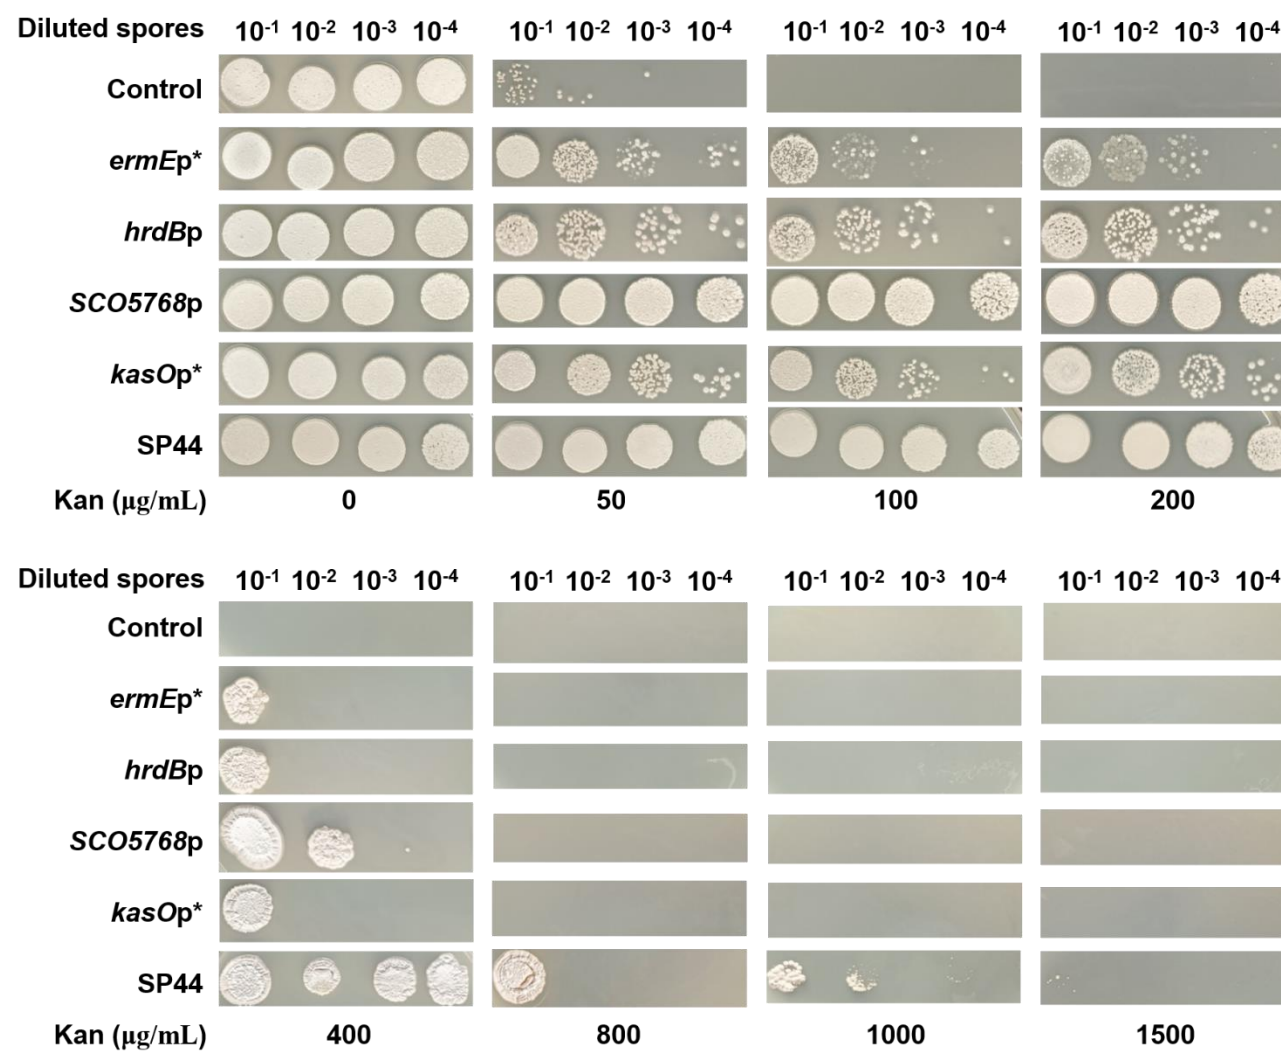 Diluted spores 10-1 10-2 10-3 10-4 10-1 10-2 10-3 10-4 10-1 10-2 10-3 10-4 10-1 10-2 10-3 10-4
Control
ermEp*
hrdBp
SCO5768p
kasOp*
SP44
Kan (μg/mL) 0 50 100 200
Diluted spores 10-1 10-2 10-3 10-4 10-1 10-2 10-3 10-4 10-1 10-2 10-3 10-4 10-1 10-2 10-3 10-4
Control
ermEp*
hrdBp
SCO5768p
kasOp*
SP44
Kan (μg/mL) 400 800 1000 1500